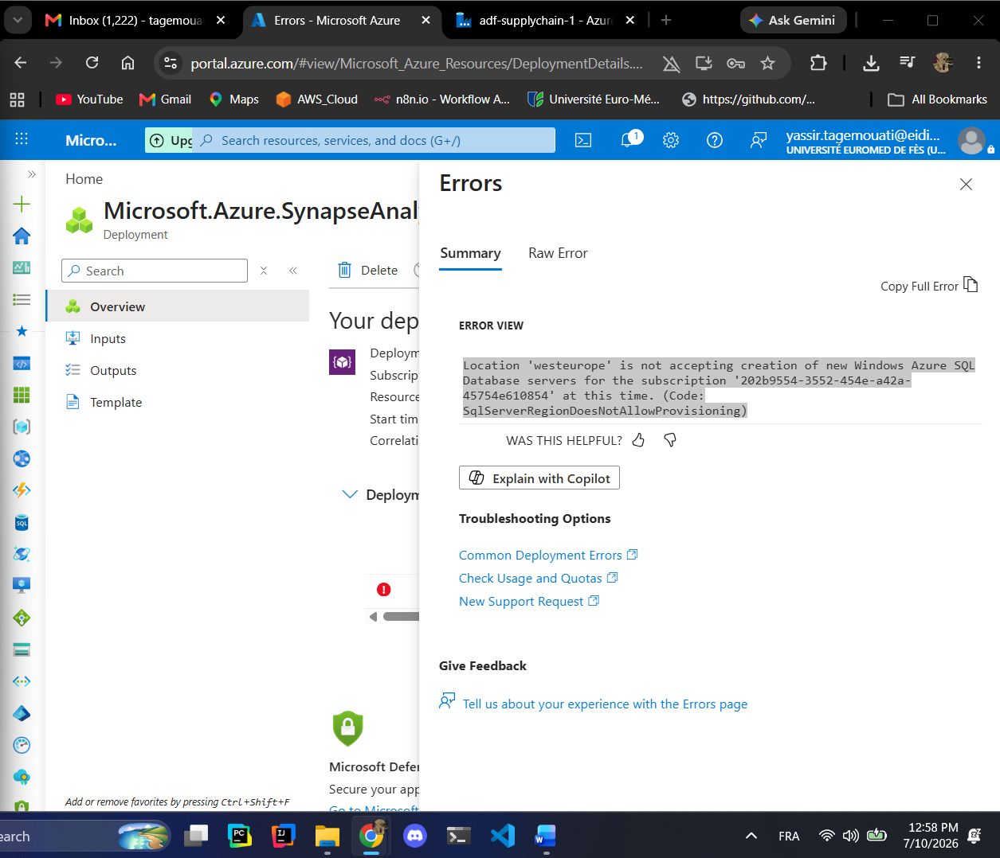 Inbox (1,222) - tagemoua
Errors - Microsoft Azure
adf-supplychain-1 - Azur
Ask Gemini
portal.azure.com/#view/Microsoft_Azure_Resources/DeploymentDetails....
YouTube
Gmail
Maps
AWS_Cloud
n8n.io - Workflow A...
Université Euro-Mé...
https://github.com/...
All Bookmarks
Micro...
Upg
Search resources, services, and docs (G+/)
1
yassir.tagemouati@eidi...
UNIVERSITÉ EUROMED DE FÈS (U...
Home
Microsoft.Azure.SynapseAnaly
Deployment
Search
Overview
Inputs
Outputs
Template
Add or remove favorites by pressing Ctrl+Shift+F
Delete
Your dep
Deploym
Subscrip
Resource
Start tim
Correlati
Deploym
Microsoft Defen
Secure your app
Go to Microsoft
Errors
Summary
Raw Error
Copy Full Error
ERROR VIEW
Location 'westeurope' is not accepting creation of new Windows Azure SQL
Database servers for the subscription '202b9554-3552-454e-a42a-
45754e610854' at this time. (Code:
SqlServerRegionDoesNotAllowProvisioning)
WAS THIS HELPFUL?
Explain with Copilot
Troubleshooting Options
Common Deployment Errors
Check Usage and Quotas
New Support Request
Give Feedback
Tell us about your experience with the Errors page
SQL
earch
PC
IJ
FRA
12:58 PM
7/10/2026